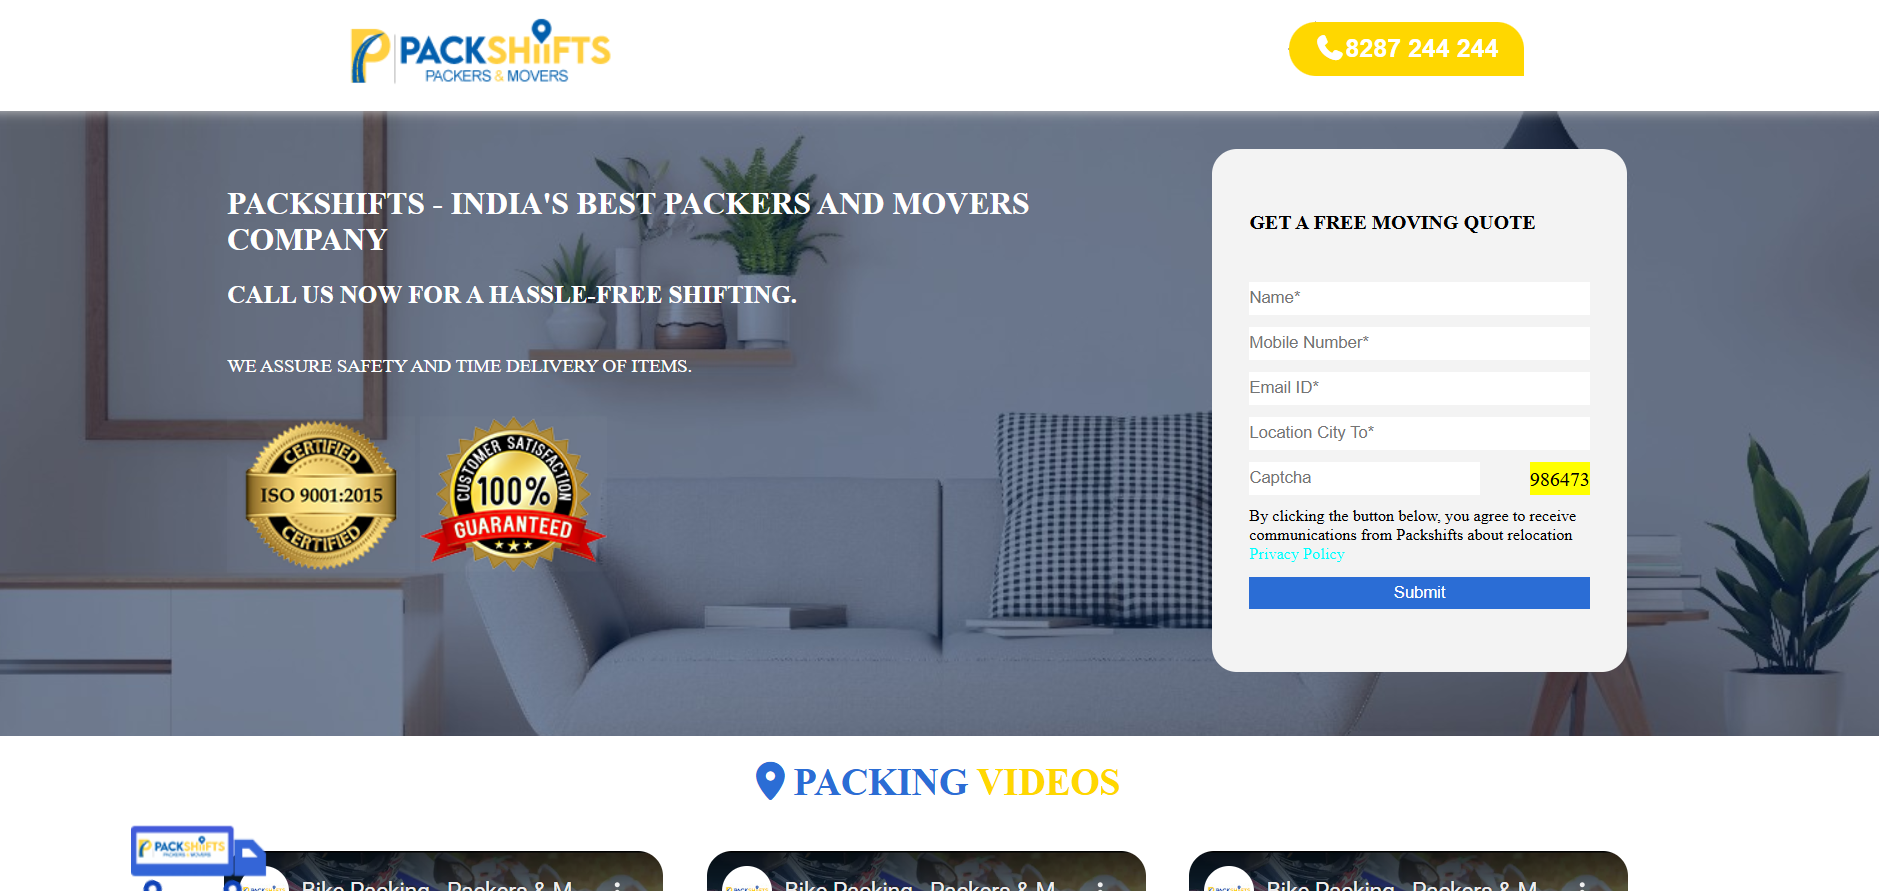 PACKSHIFTS
PACKERS & MOVERS
8287 244 244
PACKSHIFTS - INDIA'S BEST PACKERS AND MOVERS
COMPANY
CALL US NOW FOR A HASSLE-FREE SHIFTING.
WE ASSURE SAFETY AND TIME DELIVERY OF ITEMS.
CERTIFIED
ISO 9001:2015
CERTIFIED
CUSTOMER SATISFACTION
100%
GUARANTEED
GET A FREE MOVING QUOTE
Name*
Mobile Number*
Email ID*
Location City To*
Captcha
986473
By clicking the button below, you agree to receive
communications from Packshifts about relocation
Privacy Policy
Submit
PACKING VIDEOS
PACKSHIFTS
PACKERS & MOVERS
Bike Packing - Packers & M
Bike Packing - Packers & M
Bike Packing - Packers & M